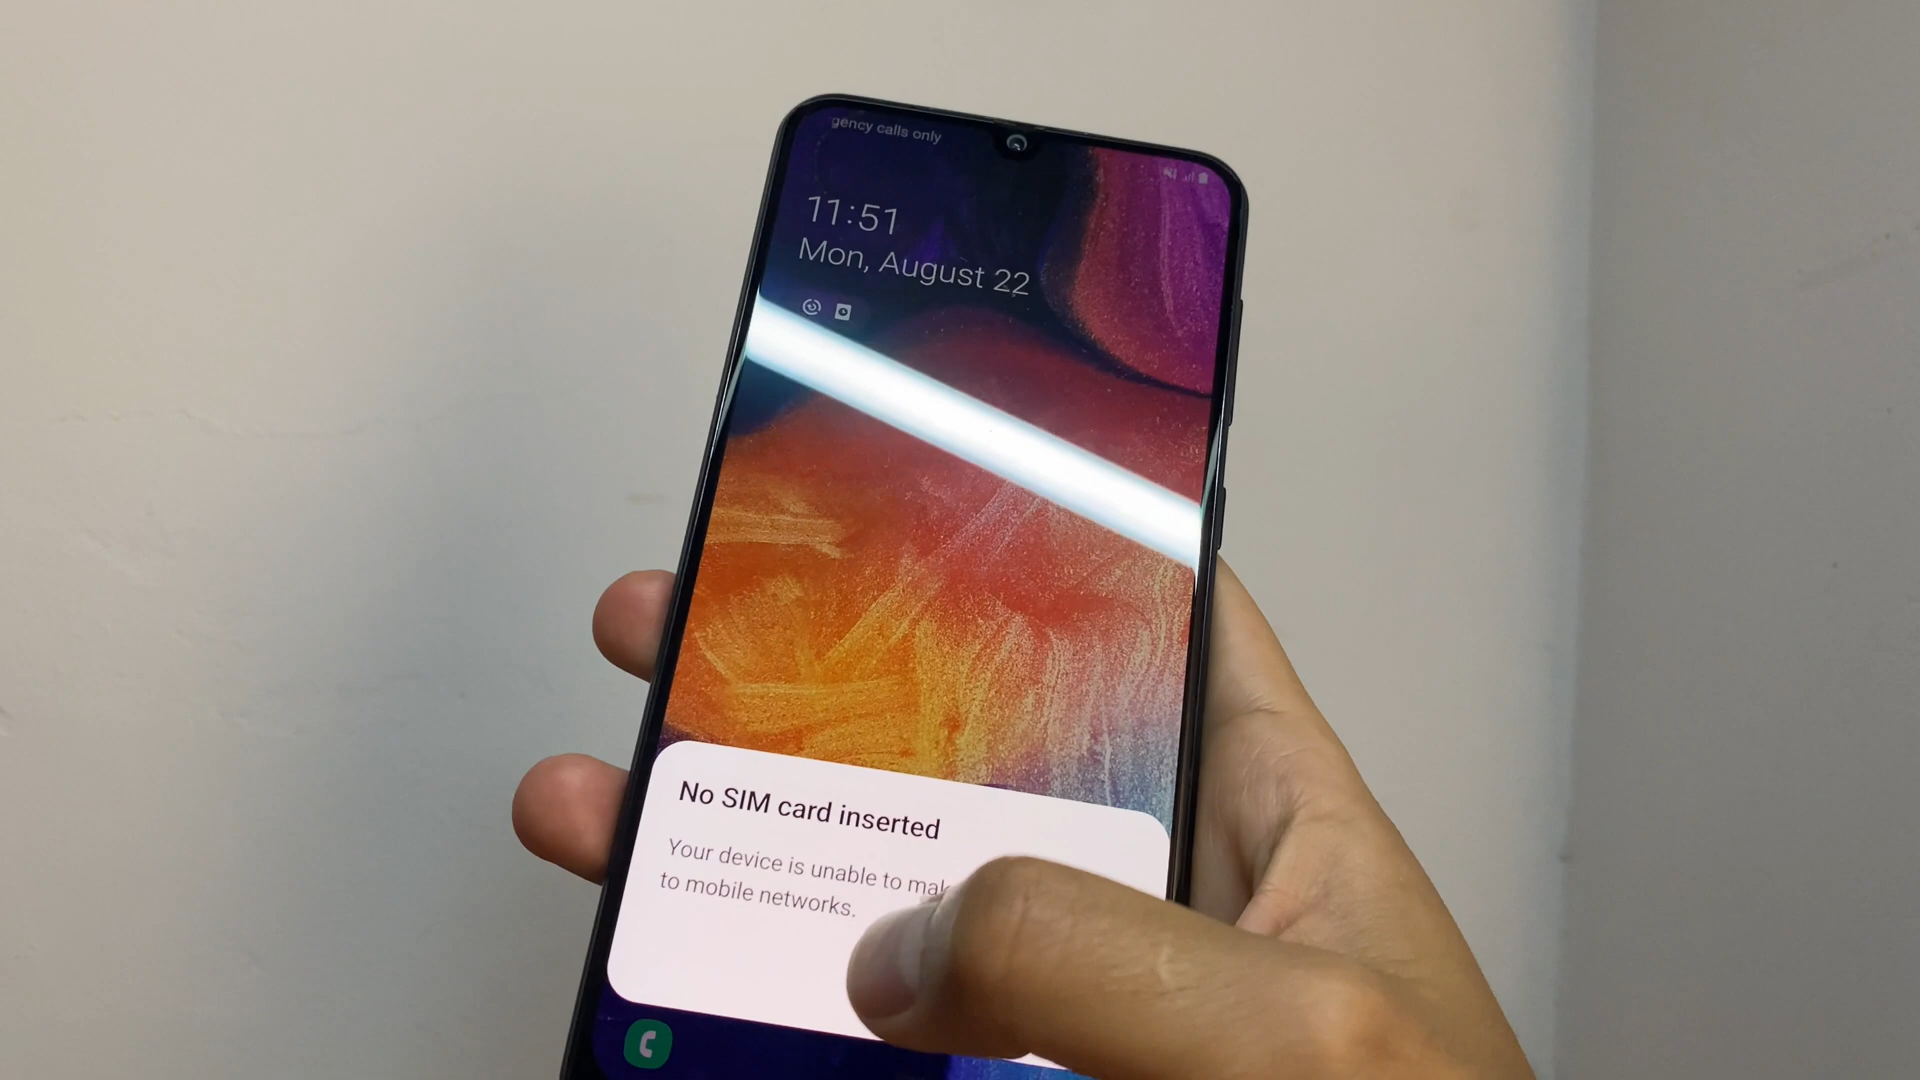 gency calls only
11:51
Mon, August 22
No SIM card inserted
Your device is unable to
to mobile networks.